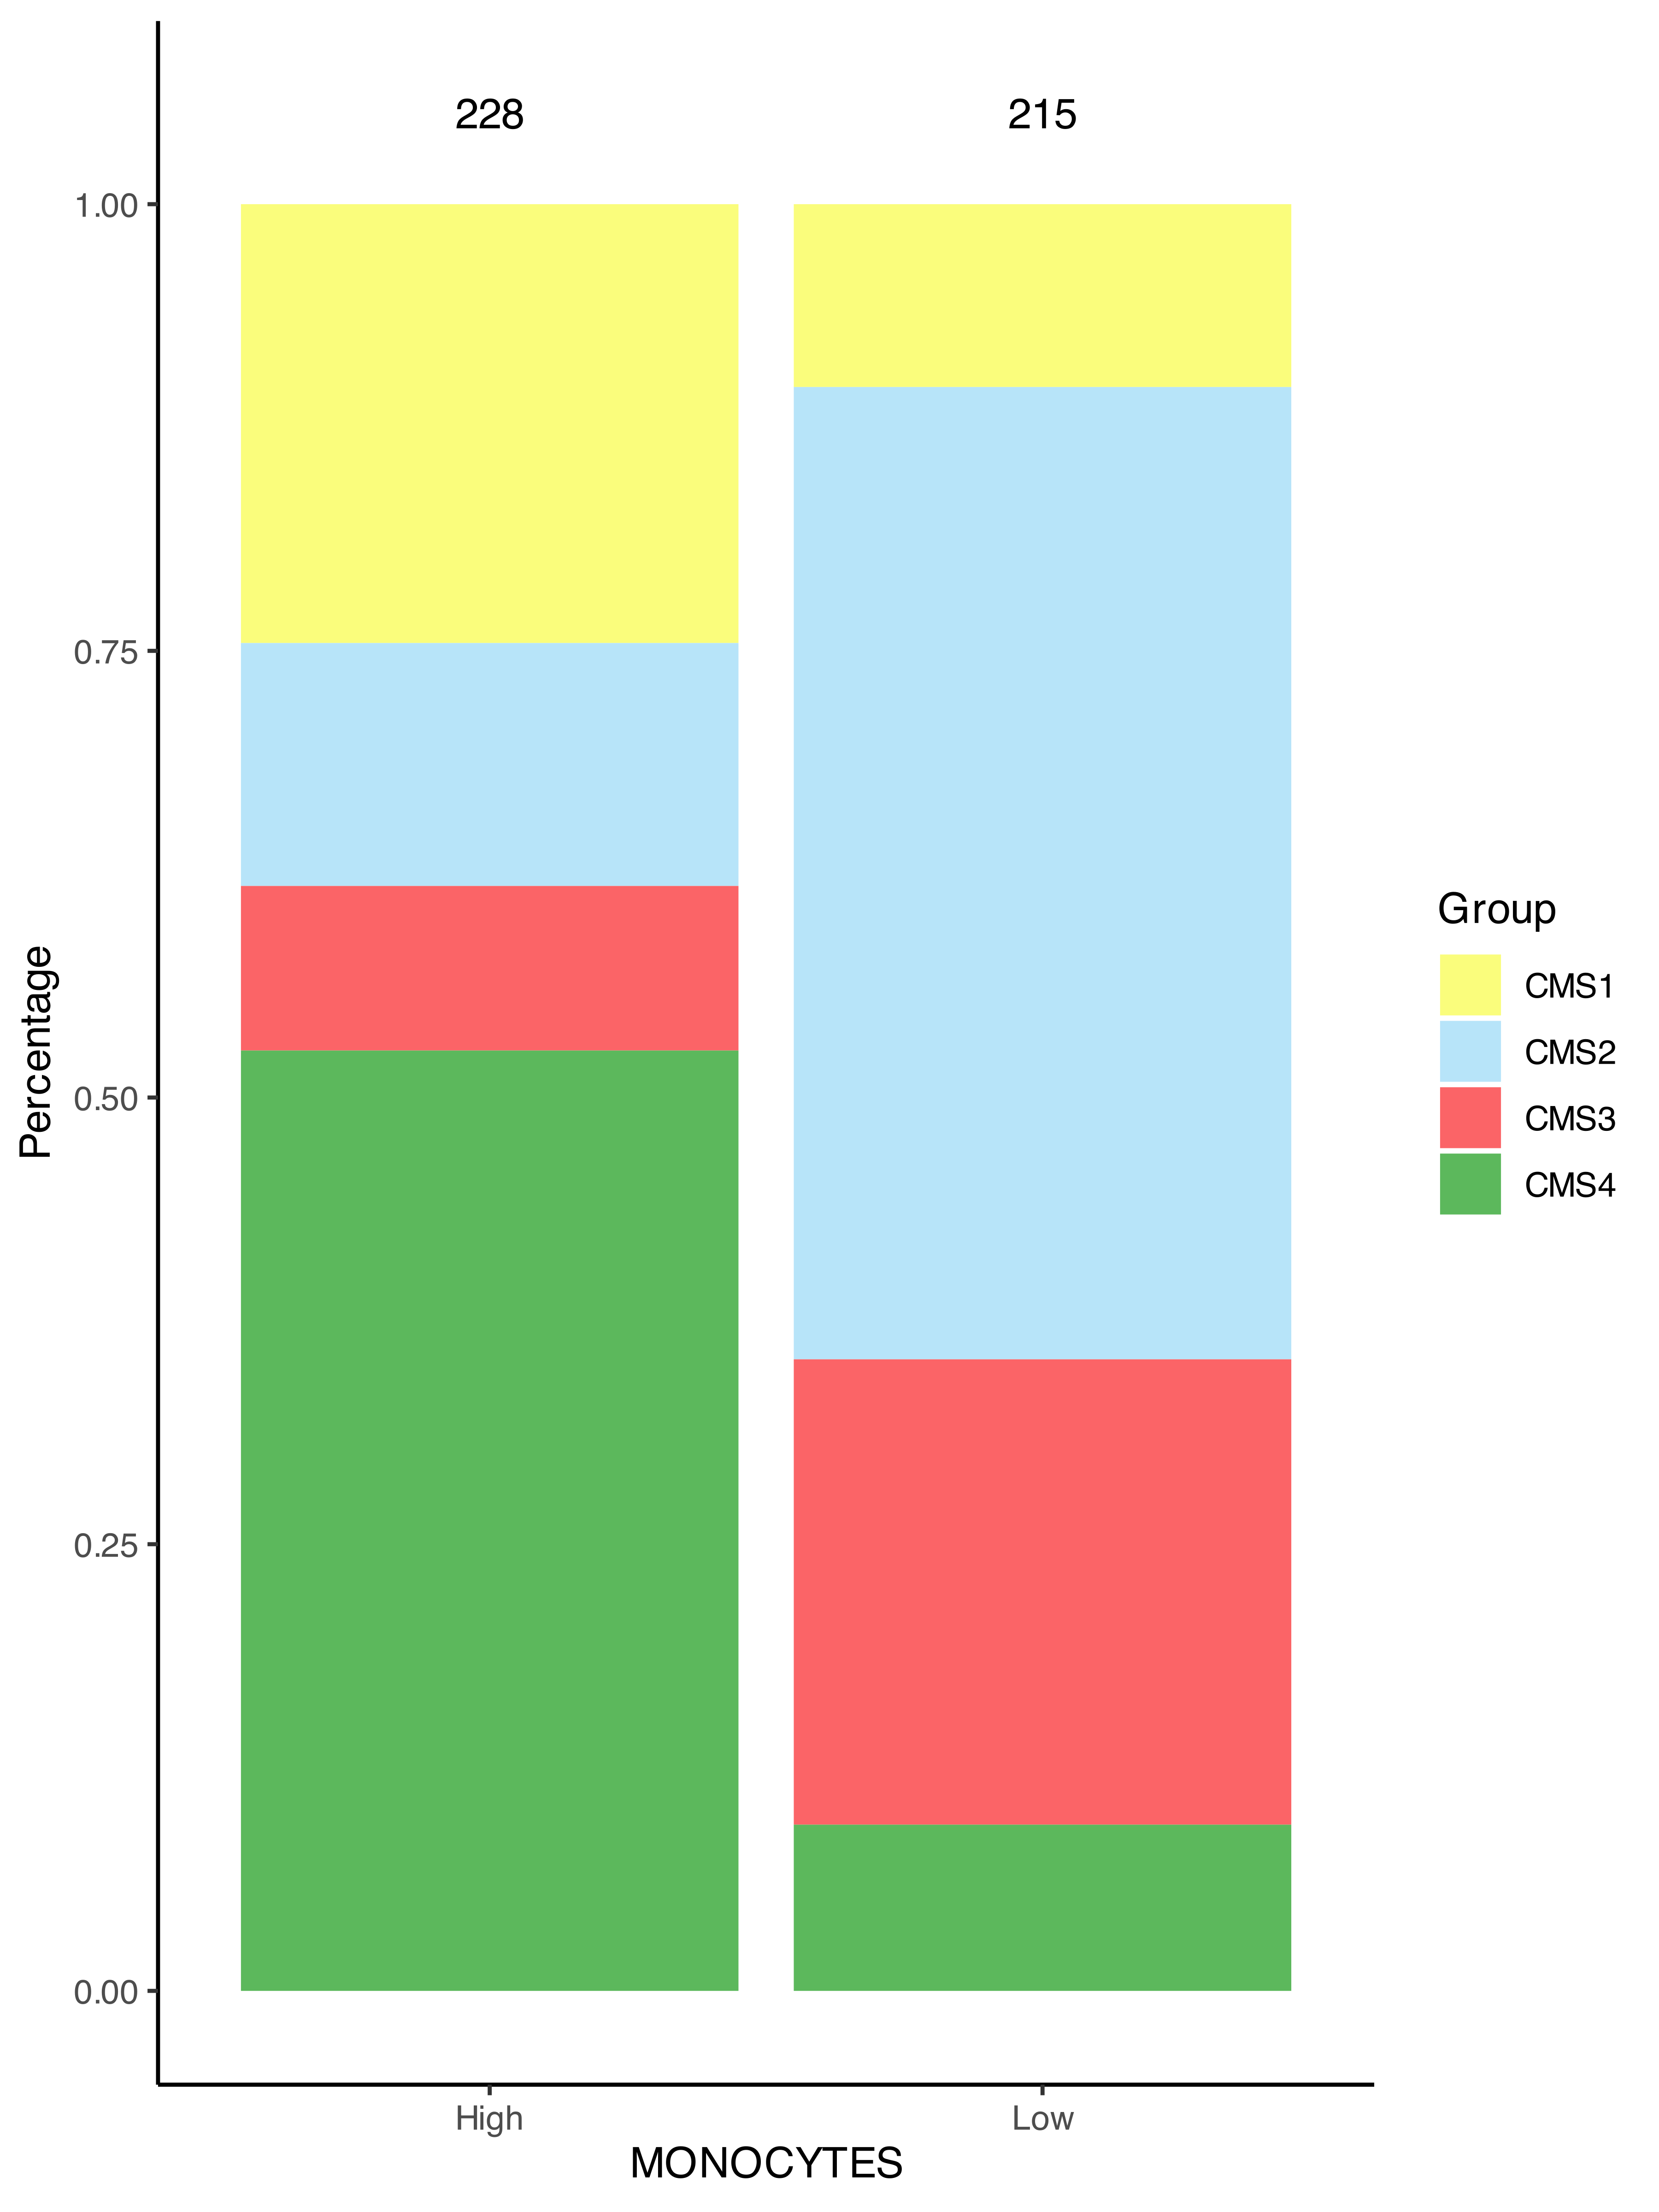 228
215
1.00
0.75
0.50
0.25
0.00
Percentage
High
Low
MONOCYTES
Group
CMS1
CMS2
CMS3
CMS4